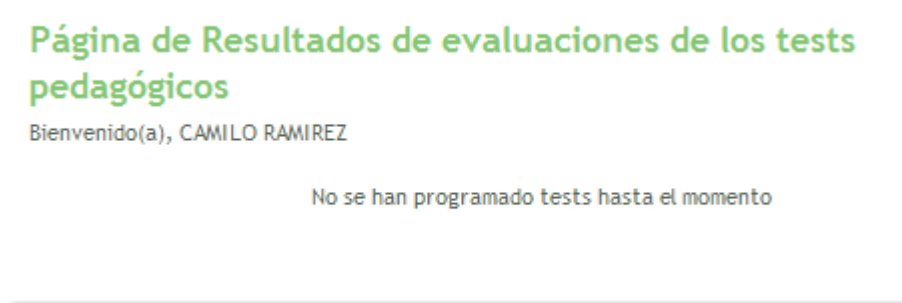 Página de Resultados de evaluaciones de los tests
pedagógicos
Bienvenido(a), CAMILO RAMIREZ
No se han programado tests hasta el momento